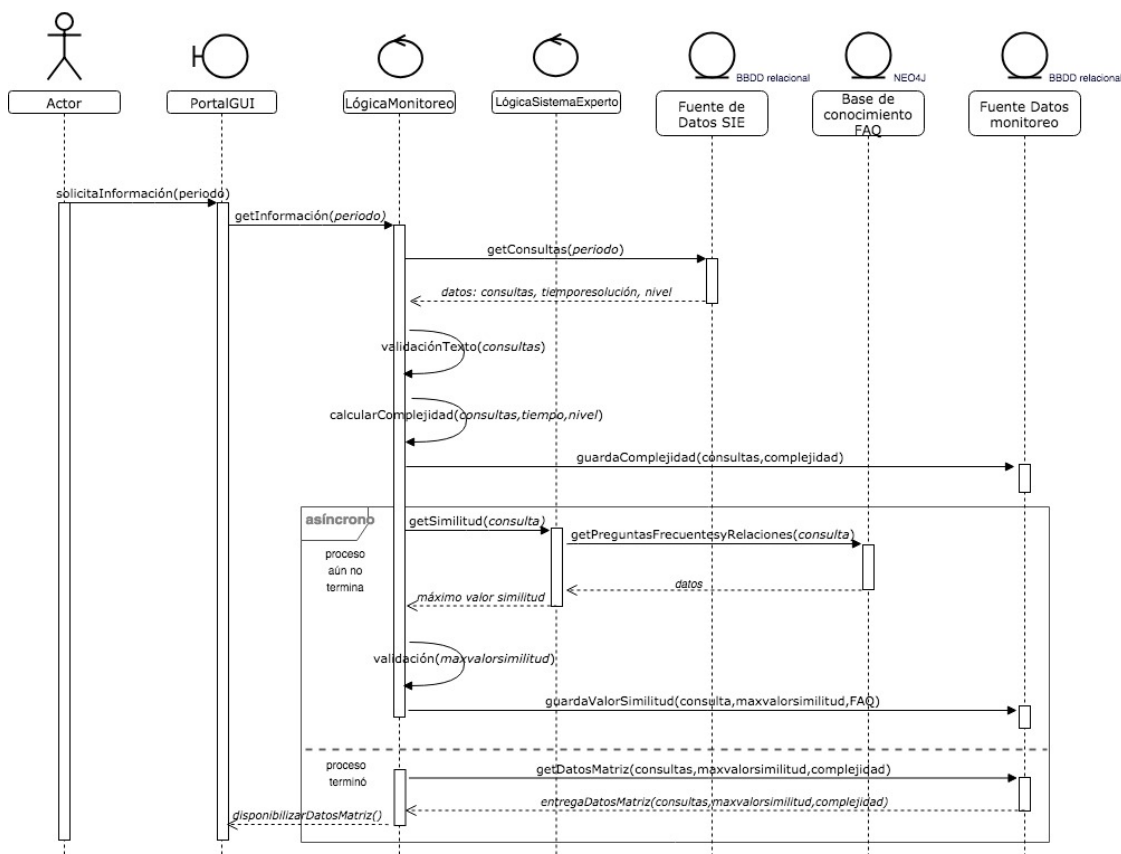 BBDD relacional
NEO4J
BBDD relacional
Actor
PortalGUI
LógicaMonitoreo
LógicaSistemaExperto
Fuente de
Datos SIE
Base de
conocimiento
FAQ
Fuente Datos
monitoreo
solicitaInformación(periodo)
getInformación(periodo)
getConsultas(periodo)
datos: consultas, tiemporesolución, nivel
validaciónTexto(consultas)
calcularComplejidad(consultas,tiempo,nivel)
guardaComplejidad(consultas,complejidad)
asíncrono
getSimilitud(consulta)
getPreguntasFrecuentesyRelaciones(consulta)
proceso
aún no
termina
datos
máximo valor similitud
validación(maxvalorsimilitud)
guardaValorSimilitud(consulta,maxvalorsimilitud,FAQ)
proceso
terminó
getDatosMatriz(consultas,maxvalorsimilitud,complejidad)
entregaDatosMatriz(consultas,maxvalorsimilitud,complejidad)
disponibilizarDatosMatriz()